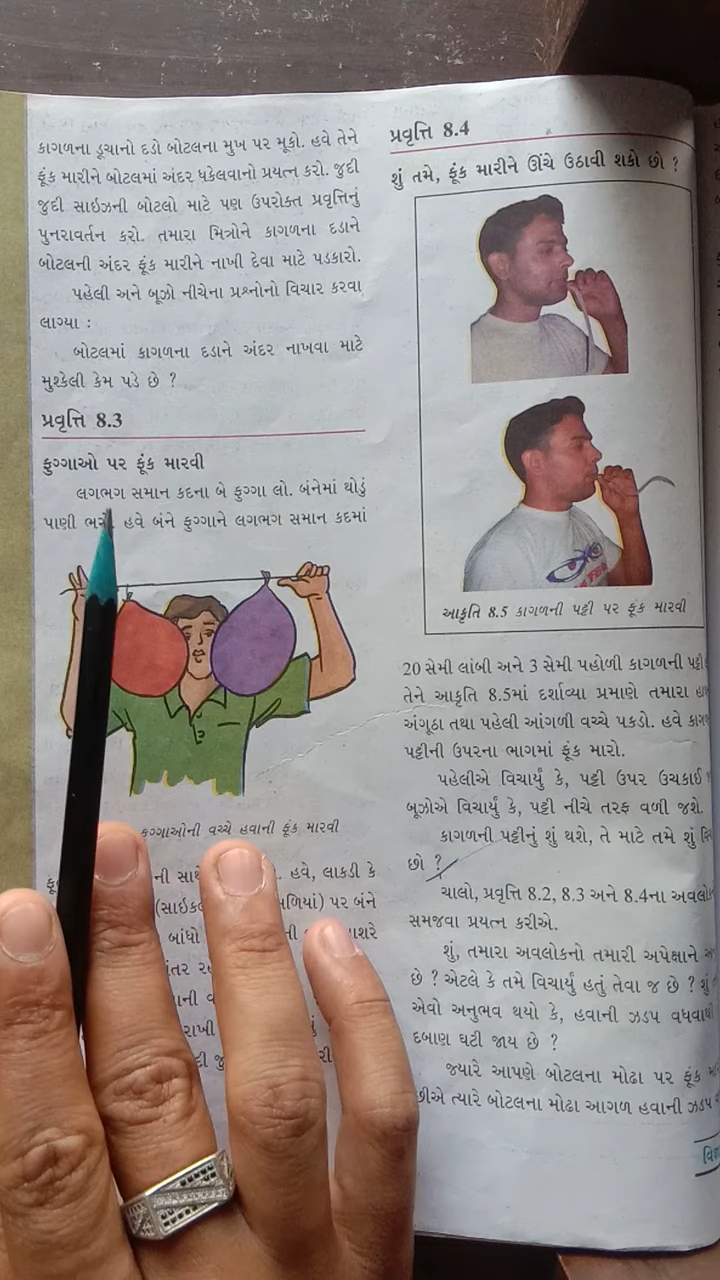 કાગળના ડૂચાનો દડો બોટલના મુખ પર મૂકો. હવે તેને
ફૂંક મારીને બોટલમાં અંદર ધકેલવાનો પ્રયત્ન કરો. જુદી
જુદી સાઇઝની બોટલો માટે પણ ઉપરોક્ત પ્રવૃત્તિનું
પુનરાવર્તન કરો. તમારા મિત્રોને કાગળના દડાને
બોટલની અંદર ફૂંક મારીને નાખી દેવા માટે પડકારો.
પહેલી અને બૂઝો નીચેના પ્રશ્નોનો વિચાર કરવા
લાગ્યા :
બોટલમાં કાગળના દડાને અંદર નાખવા માટે
મુશ્કેલી કેમ પડે છે ?
પ્રવૃત્તિ 8.3
ફુગ્ગાઓ પર ફૂંક મારવી
લગભગ સમાન કદના બે ફુગ્ગા લો. બંનેમાં થોડું
પાણી ભરો. હવે બંને ફુગ્ગાને લગભગ સમાન કદમાં
ફુગ્ગાઓની વચ્ચે હવાની ફૂંક મારવી
ની સાથે હવે, લાકડી કે
(સાઇકલ પર બંને
બાંધો
પ્રવૃત્તિ 8.4
શું તમે, ફૂંક મારીને ઊંચે ઉઠાવી શકો છો ?
આકૃતિ 8.5 કાગળની પટ્ટી પર ફૂંક મારવી
20 સેમી લાંબી અને 3 સેમી પહોળી કાગળની પટ્ટી
તેને આકૃતિ 8.5માં દર્શાવ્યા પ્રમાણે તમારા
અંગૂઠા તથા પહેલી આંગળી વચ્ચે પકડો. હવે
પટ્ટીની ઉપરના ભાગમાં ફૂંક મારો.
પહેલીએ વિચાર્યું કે, પટ્ટી ઉપર ઉચકાઈ
બૂઝોએ વિચાર્યું કે, પટ્ટી નીચે તરફ વળી જશે.
કાગળની પટ્ટીનું શું થશે, તે માટે તમે શું
છો ?
ચાલો, પ્રવૃત્તિ 8.2, 8.3 અને 8.4ના
સમજવા પ્રયત્ન કરીએ.
શું, તમારા અવલોકનો તમારી અપેક્ષાને
છે ? એટલે કે તમે વિચાર્યું હતું તેવા જ છે ? શું
એવો અનુભવ થયો કે, હવાની ઝડપ વધવાથી
દબાણ ઘટી જાય છે ?
જ્યારે આપણે બોટલના મોઢા પર ફૂંક
છીએ ત્યારે બોટલના મોઢા આગળ હવાની ઝડપ